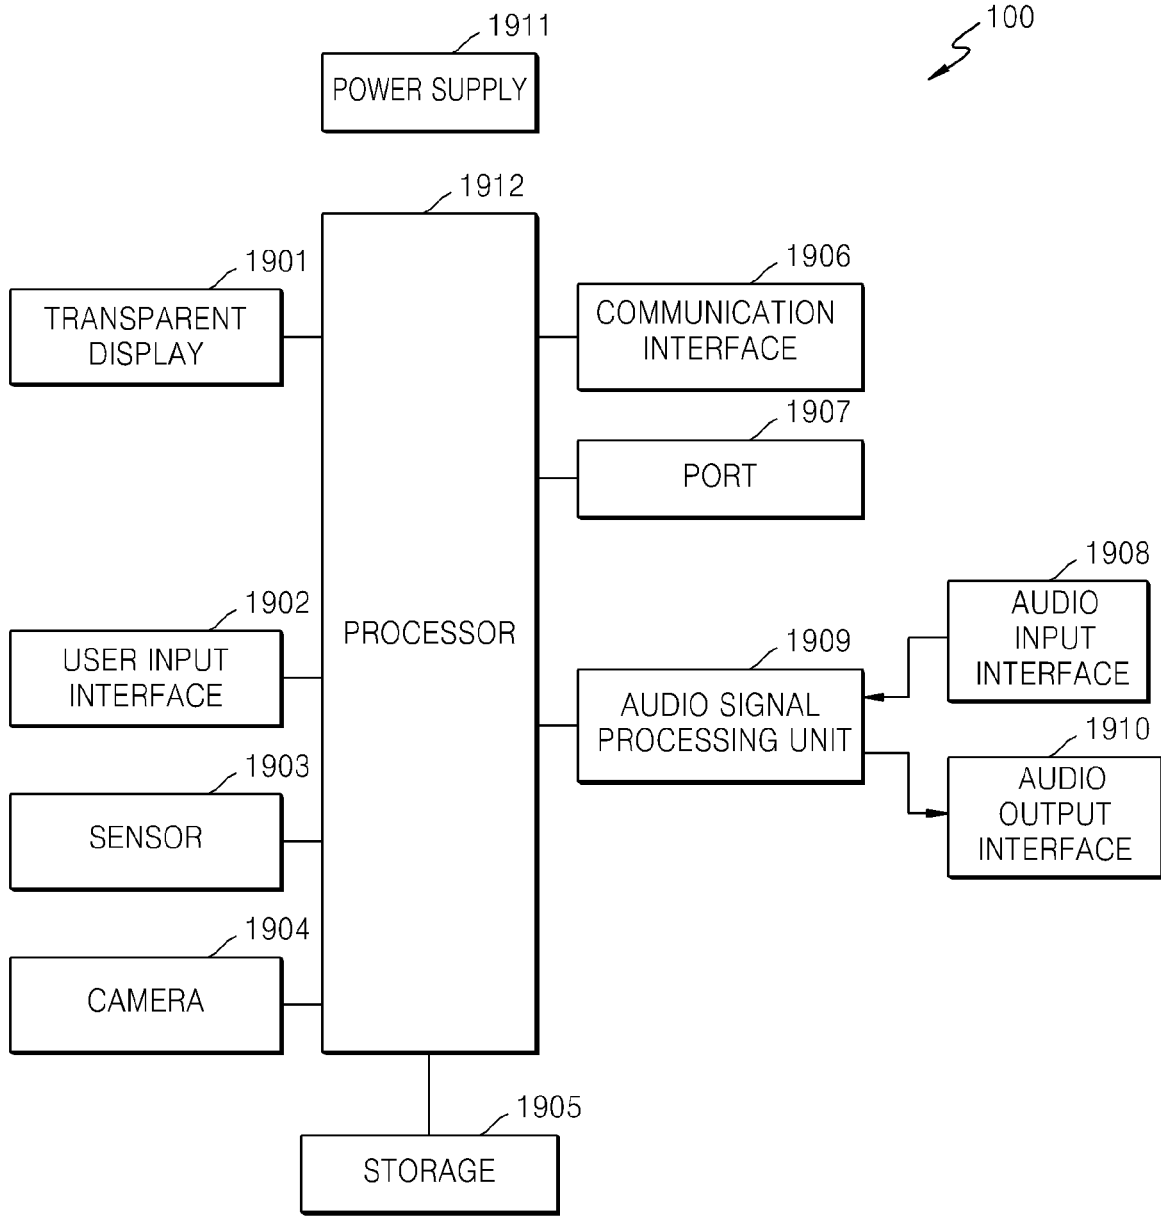 1911
100
POWER SUPPLY
1912
1901
TRANSPARENT
DISPLAY
1906
COMMUNICATION
INTERFACE
1907
PORT
1902
USER INPUT
INTERFACE
PROCESSOR
1908
AUDIO
INPUT
INTERFACE
1909
AUDIO SIGNAL
PROCESSING UNIT
1910
AUDIO
OUTPUT
INTERFACE
1903
SENSOR
1904
CAMERA
1905
STORAGE